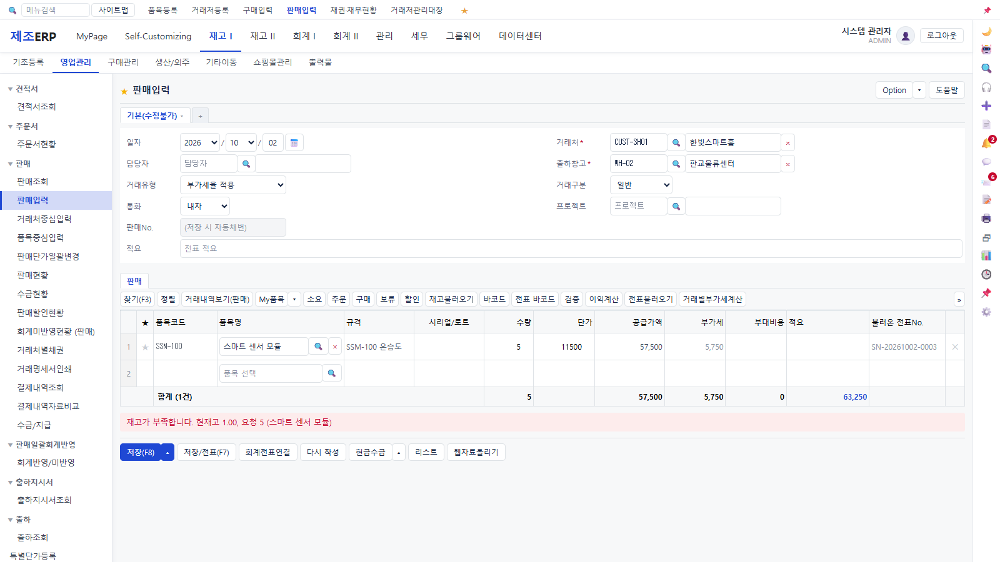 메뉴검색 사이트맵 품목등록 거래처등록 구매입력 판매입력 채권·채무현황 거래처관리대장
제조ERP MyPage Self-Customizing 재고 I 재고 II 회계 I 회계 II 관리 세무 그룹웨어 데이터센터 시스템 관리자 ADMIN 로그아웃
기초등록 영업관리 구매관리 생산/외주 기타이동 쇼핑몰관리 출력물
견적서
견적서조회
주문서
주문서현황
판매
판매조회
판매입력
거래처중심입력
품목중심입력
판매단가일괄변경
판매현황
수금현황
판매할인현황
회계미반영현황 (판매)
거래처별채권
거래명세서인쇄
결제내역조회
결제내역자료비교
수금/지급
판매일괄회계반영
회계반영/미반영
출하지시서
출하지시서조회
출하
출하조회
특별단가등록
★ 판매입력 Option 도움말
기본(수정불가) +
일자 2026 / 10 / 02 거래처* CUST-SH01 한빛스마트홈 ×
담당자 담당자 출하창고* WH-02 판교물류센터 ×
거래유형 부가세율 적용 거래구분 일반
통화 내자 프로젝트 프로젝트
판매No. (저장 시 자동채번)
적요 전표 적요
판매
찾기(F3) 정렬 거래내역보기(판매) My품목 소요 주문 구매 보류 할인 재고불러오기 바코드 전표 바코드 검증 이익계산 전표불러오기 거래별부가세계산 »
★ 품목코드 품목명 규격 시리얼/로트 수량 단가 공급가액 부가세 부대비용 적요 불러온 전표No.
1 ★ SSM-100 스마트 센서 모듈 × SSM-100 온습도 5 11500 57,500 5,750 SN-20261002-0003 ×
2 품목 선택
합계 (1건) 5 57,500 5,750 0 63,250
재고가 부족합니다. 현재고 1.00, 요청 5 (스마트 센서 모듈)
저장(F8) 저장/전표(F7) 회계전표연결 다시 작성 현금수금 리스트 웹자료올리기
2
6